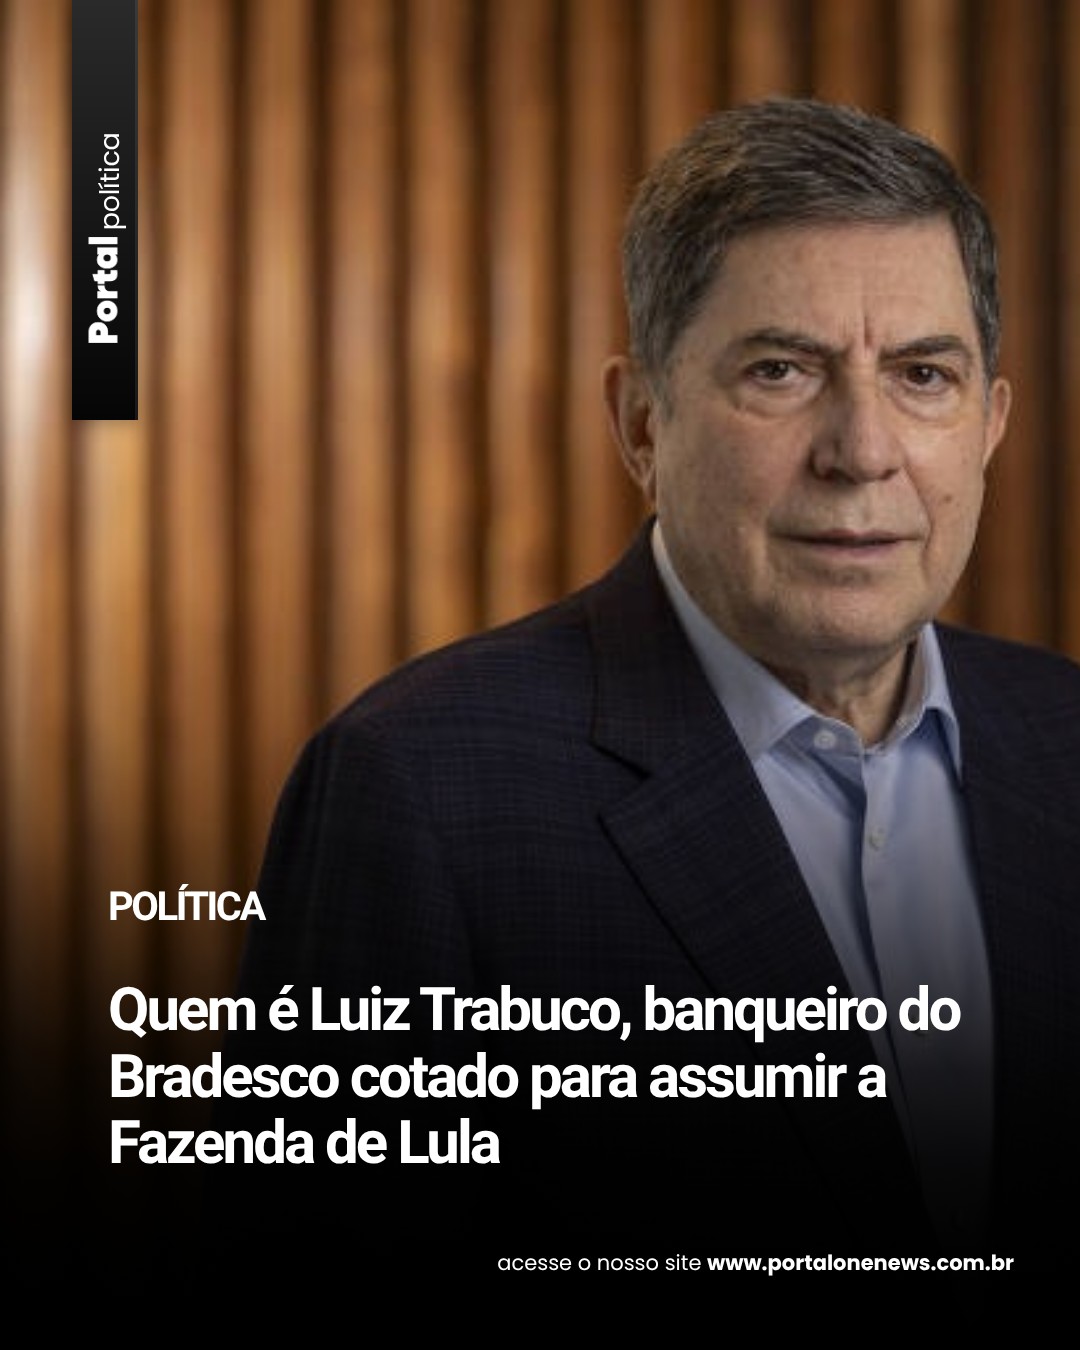 Portal política
POLÍTICA
Quem é Luiz Trabuco, banqueiro do
Bradesco cotado para assumir a
Fazenda de Lula
acesse o nosso site www.portalonenews.com.br